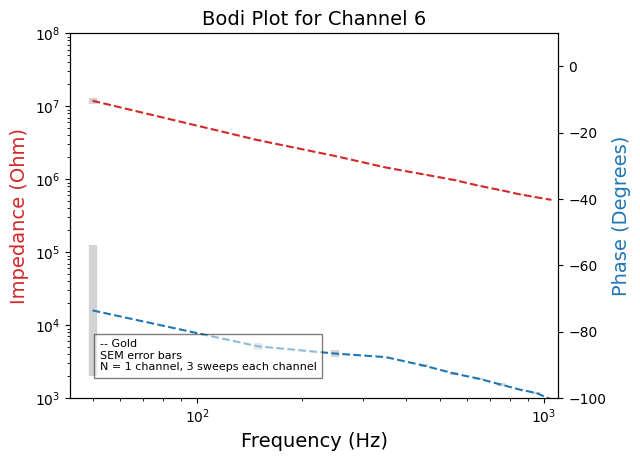 Bodi Plot for Channel 6
10^8
10^7
10^6
10^5
10^4
10^3
Impedance (Ohm)
0
−20
−40
−60
−80
−100
Phase (Degrees)
-- Gold
SEM error bars
N = 1 channel, 3 sweeps each channel
10^2
10^3
Frequency (Hz)